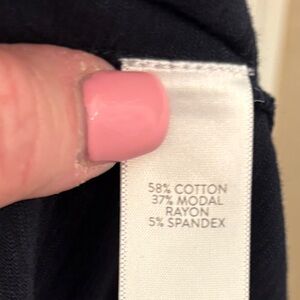 58% COTTON
37% MODAL
RAYON
5% SPANDEX